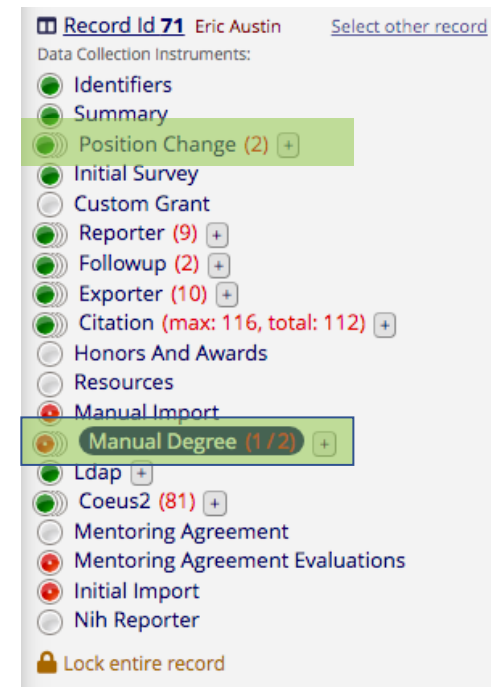 Record Id 71 Eric Austin Select other record
Data Collection Instruments:
Identifiers
Summary
Position Change (2) +
Initial Survey
Custom Grant
Reporter (9) +
Followup (2) +
Exporter (10) +
Citation (max: 116, total: 112) +
Honors And Awards
Resources
Manual Import
Manual Degree (1 / 2) +
Ldap +
Coeus2 (81) +
Mentoring Agreement
Mentoring Agreement Evaluations
Initial Import
Nih Reporter
Lock entire record